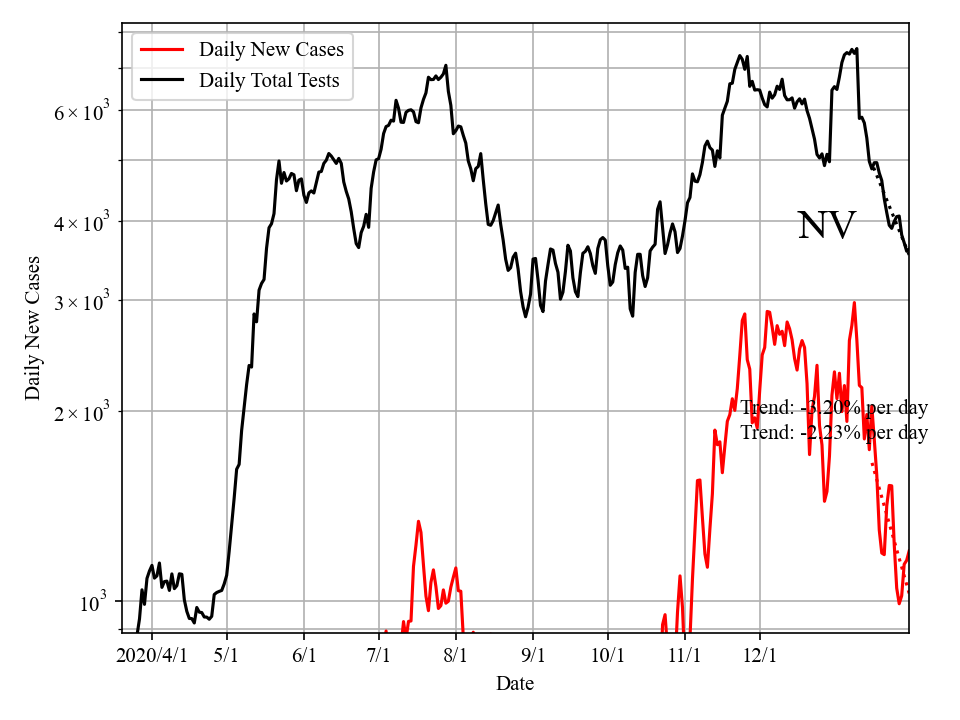 Daily New Cases
Daily Total Tests
6 × 10³
4 × 10³
3 × 10³
2 × 10³
10³
Daily New Cases
NV
Trend: -3.20% per day
Trend: -2.23% per day
2020/4/1 5/1 6/1 7/1 8/1 9/1 10/1 11/1 12/1
Date